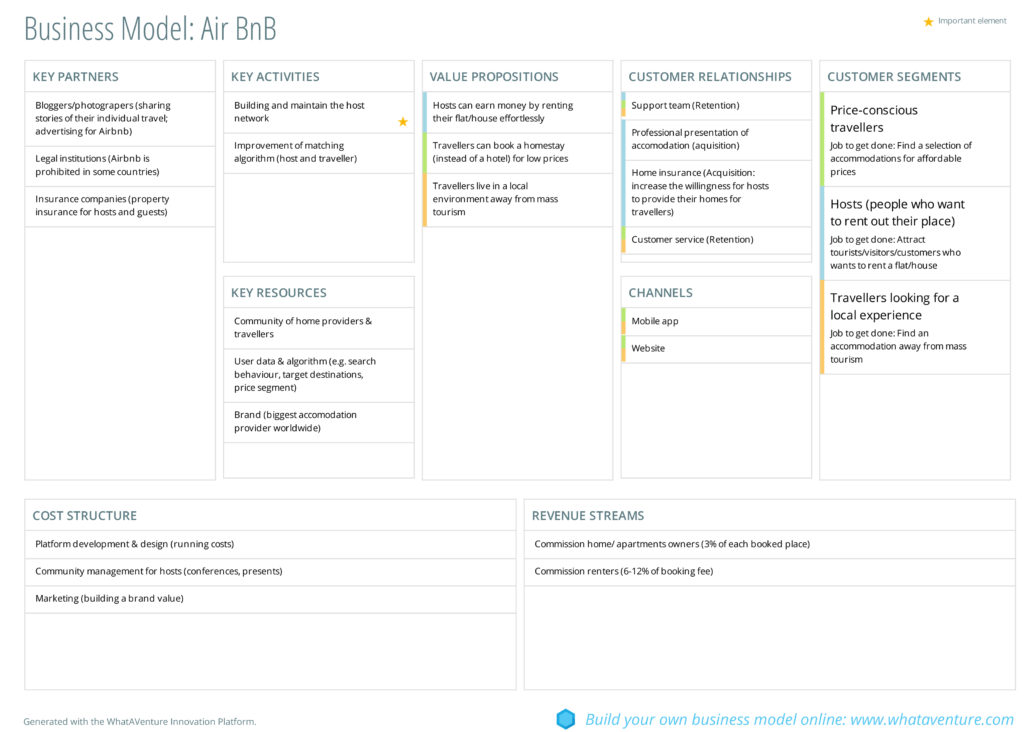 Business Model: Air BnB
Important element
KEY PARTNERS
Bloggers/photograpers (sharing
stories of their individual travel;
advertising for Airbnb)
Legal institutions (Airbnb is
prohibited in some countries)
Insurance companies (property
insurance for hosts and guests)
KEY ACTIVITIES
Building and maintain the host
network
Improvement of matching
algorithm (host and traveller)
KEY RESOURCES
Community of home providers &
travellers
User data & algorithm (e.g. search
behaviour, target destinations,
price segment)
Brand (biggest accomodation
provider worldwide)
VALUE PROPOSITIONS
Hosts can earn money by renting
their flat/house effortlessly
Travellers can book a homestay
(instead of a hotel) for low prices
Travellers live in a local
environment away from mass
tourism
CUSTOMER RELATIONSHIPS
Support team (Retention)
Professional presentation of
accomodation (aquisition)
Home insurance (Acquisition:
increase the willingness for hosts
to provide their homes for
travellers)
Customer service (Retention)
CHANNELS
Mobile app
Website
CUSTOMER SEGMENTS
Price-conscious
travellers
Job to get done: Find a selection of
accommodations for affordable
prices
Hosts (people who want
to rent out their place)
Job to get done: Attract
tourists/visitors/customers who
wants to rent a flat/house
Travellers looking for a
local experience
Job to get done: Find an
accommodation away from mass
tourism
COST STRUCTURE
Platform development & design (running costs)
Community management for hosts (conferences, presents)
Marketing (building a brand value)
REVENUE STREAMS
Commission home/ apartments owners (3% of each booked place)
Commission renters (6-12% of booking fee)
Generated with the WhatAVenture Innovation Platform.
Build your own business model online: www.whataventure.com